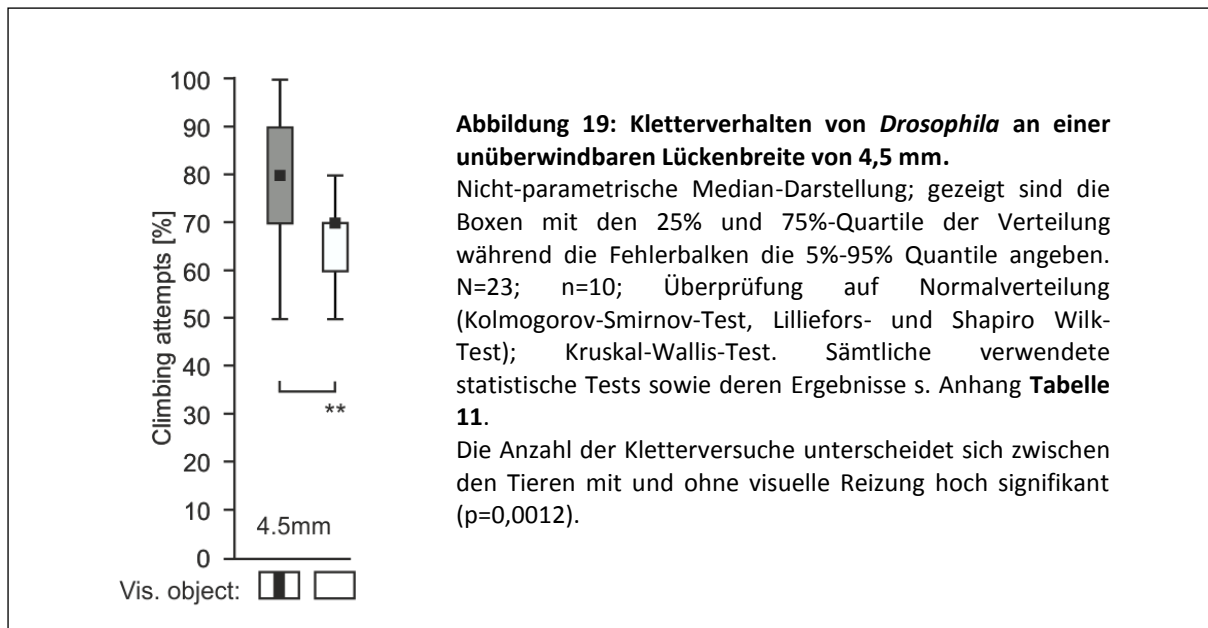 100
90
80
70
60
50
40
30
20
10
0
Climbing attempts [%]
**
4.5mm
Vis. object:
Abbildung 19: Kletterverhalten von Drosophila an einer
unüberwindbaren Lückenbreite von 4,5 mm.
Nicht-parametrische Median-Darstellung; gezeigt sind die
Boxen mit den 25% und 75%-Quartile der Verteilung
während die Fehlerbalken die 5%-95% Quantile angeben.
N=23; n=10; Überprüfung auf Normalverteilung
(Kolmogorov-Smirnov-Test, Lilliefors- und Shapiro Wilk-
Test); Kruskal-Wallis-Test. Sämtliche verwendete
statistische Tests sowie deren Ergebnisse s. Anhang Tabelle
11.
Die Anzahl der Kletterversuche unterscheidet sich zwischen
den Tieren mit und ohne visuelle Reizung hoch signifikant
(p=0,0012).